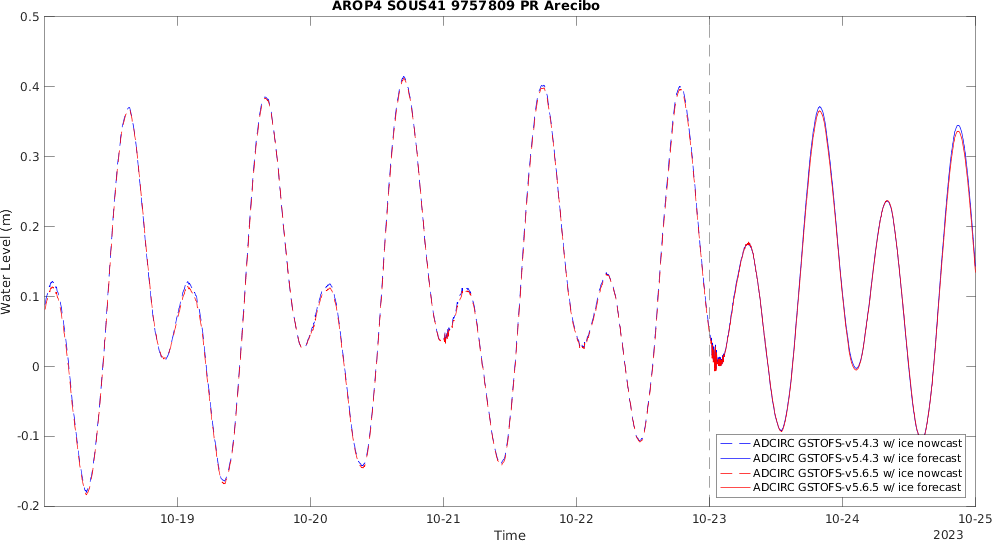 AROP4 SOUS41 9757809 PR Arecibo
0.5
0.4
0.3
0.2
0.1
0
-0.1
-0.2
Water Level (m)
ADCIRC GSTOFS-v5.4.3 w/ ice nowcast
ADCIRC GSTOFS-v5.4.3 w/ ice forecast
ADCIRC GSTOFS-v5.6.5 w/ ice nowcast
ADCIRC GSTOFS-v5.6.5 w/ ice forecast
10-19 10-20 10-21 10-22 10-23 10-24 10-25
Time
2023